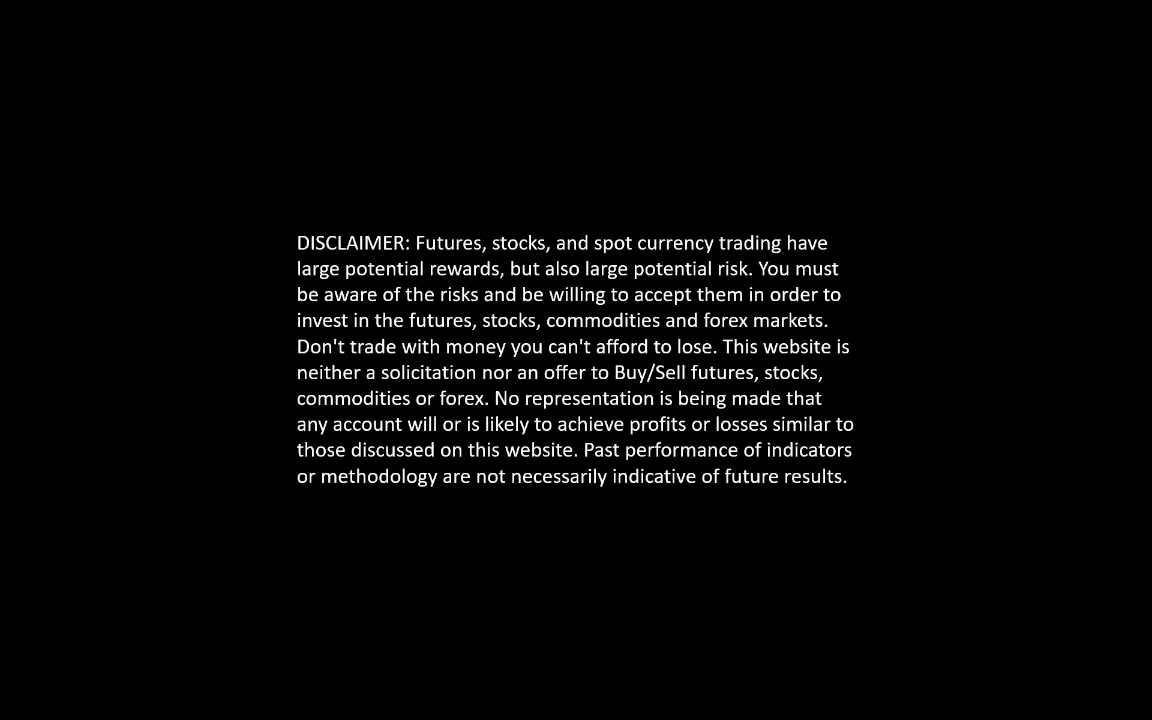 DISCLAIMER: Futures, stocks, and spot currency trading have
large potential rewards, but also large potential risk. You must
be aware of the risks and be willing to accept them in order to
invest in the futures, stocks, commodities and forex markets.
Don't trade with money you can't afford to lose. This website is
neither a solicitation nor an offer to Buy/Sell futures, stocks,
commodities or forex. No representation is being made that
any account will or is likely to achieve profits or losses similar to
those discussed on this website. Past performance of indicators
or methodology are not necessarily indicative of future results.